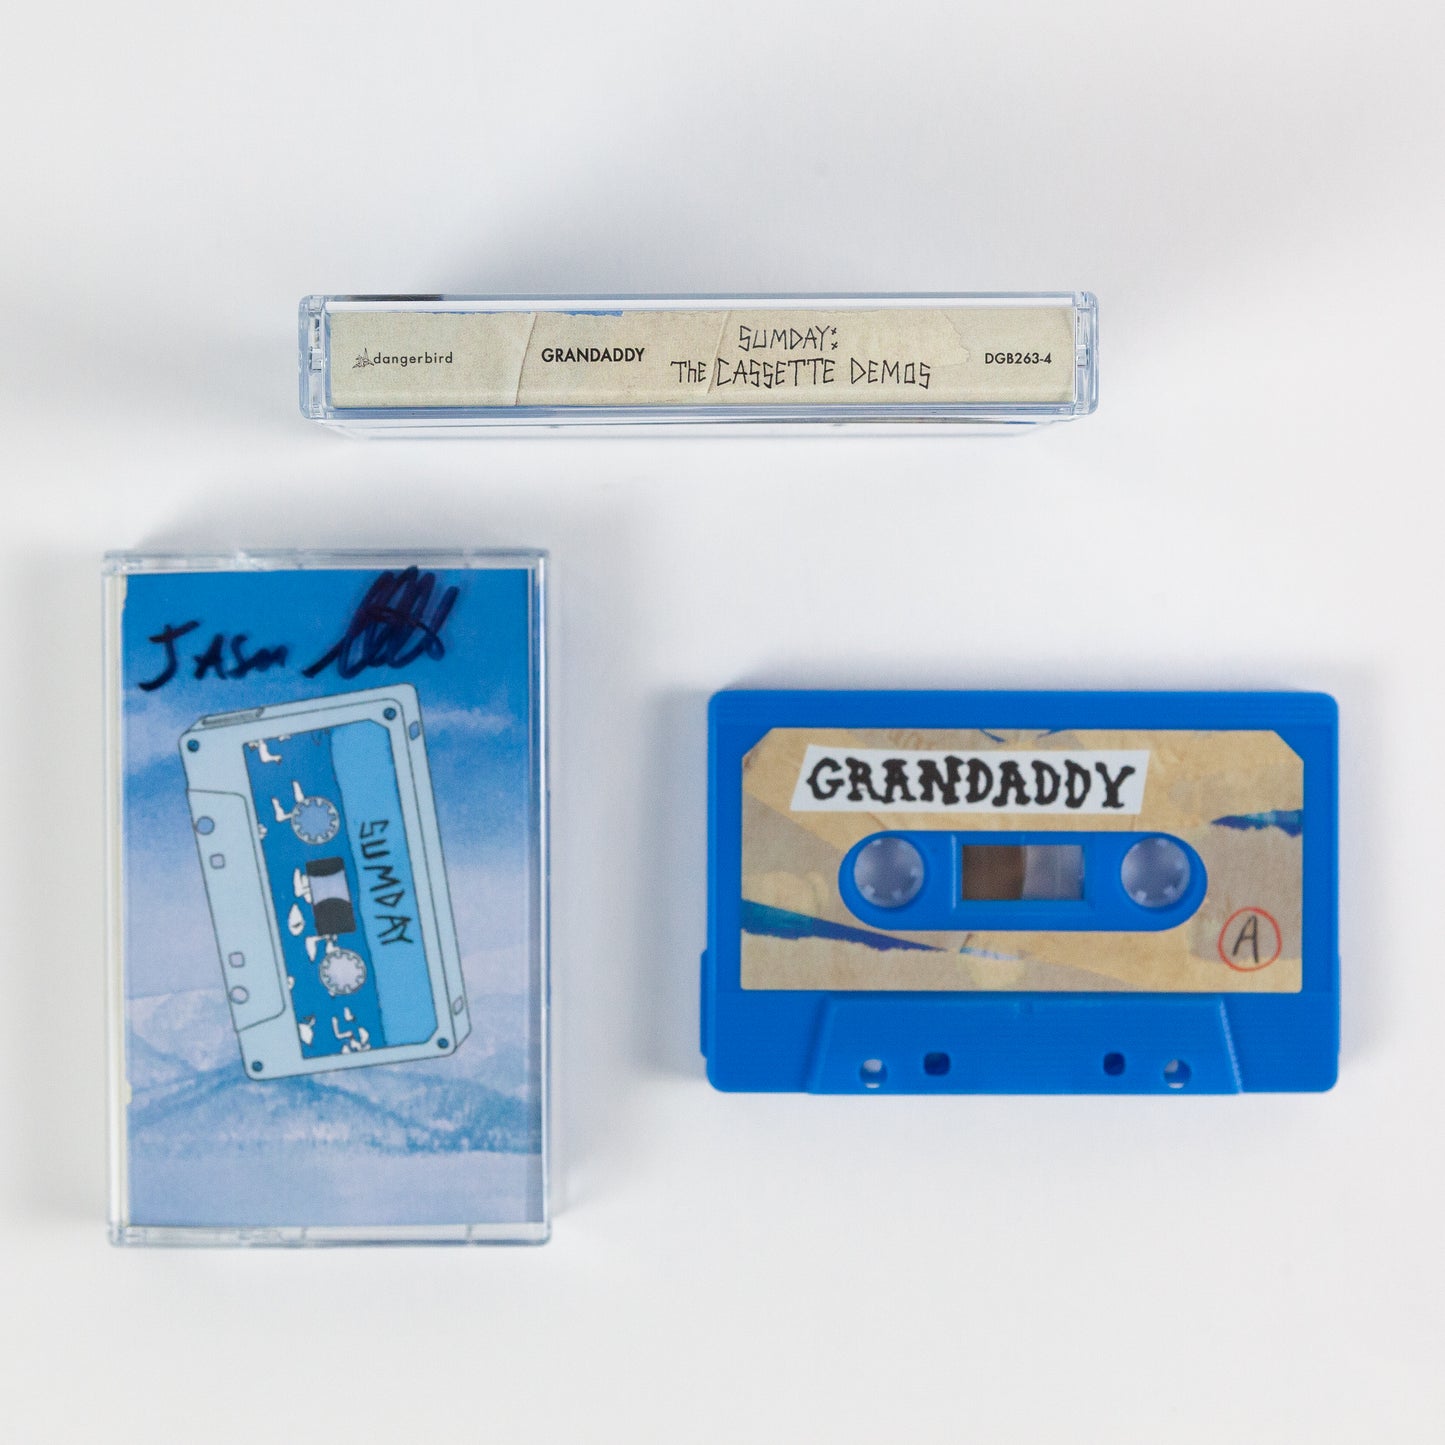 dangerbird
GRANDADDY
SUMDAY:
THE CASSETTE DEMOS
DGB263-4
JASON
SUMDAY
GRANDADDY
A